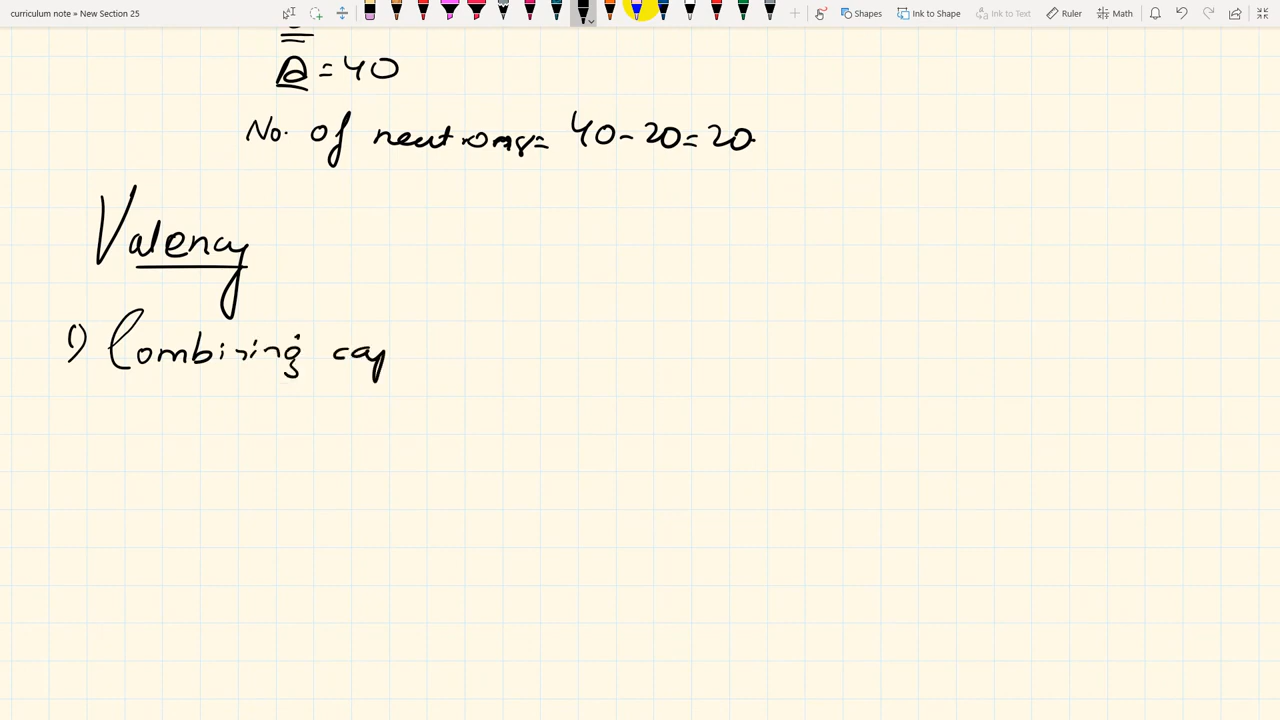 curriculum note » New Section 25
Shapes Ink to Shape Ink to Text Ruler Math
A = 40
No. of neutrons = 40 - 20 = 20
Valency
1) Combining cap